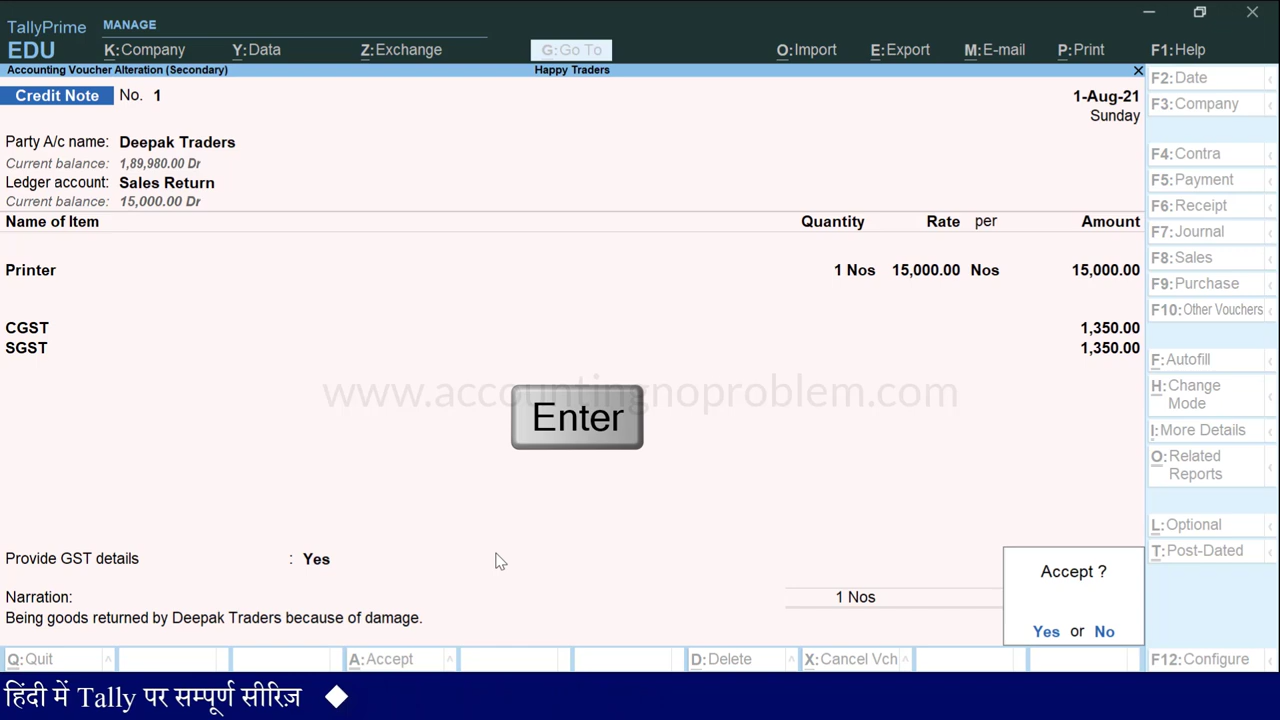 TallyPrime MANAGE
EDU K:Company Y:Data Z:Exchange G:Go To O:Import E:Export M:E-mail P:Print F1:Help
Accounting Voucher Alteration (Secondary) Happy Traders
Credit Note No. 1 1-Aug-21
Sunday
Party A/c name: Deepak Traders
Current balance: 1,89,980.00 Dr
Ledger account: Sales Return
Current balance: 15,000.00 Dr
Name of Item Quantity Rate per Amount
Printer 1 Nos 15,000.00 Nos 15,000.00
CGST 1,350.00
SGST 1,350.00
www.accountingnoproblem.com
Enter
Provide GST details : Yes
Narration: 1 Nos
Being goods returned by Deepak Traders because of damage.
Accept ?
Yes or No
F2:Date
F3:Company
F4:Contra
F5:Payment
F6:Receipt
F7:Journal
F8:Sales
F9:Purchase
F10:Other Vouchers
F:Autofill
H:Change
Mode
I:More Details
O:Related
Reports
L:Optional
T:Post-Dated
Q:Quit A:Accept D:Delete X:Cancel Vch F12:Configure
हिंदी में Tally पर सम्पूर्ण सीरिज़